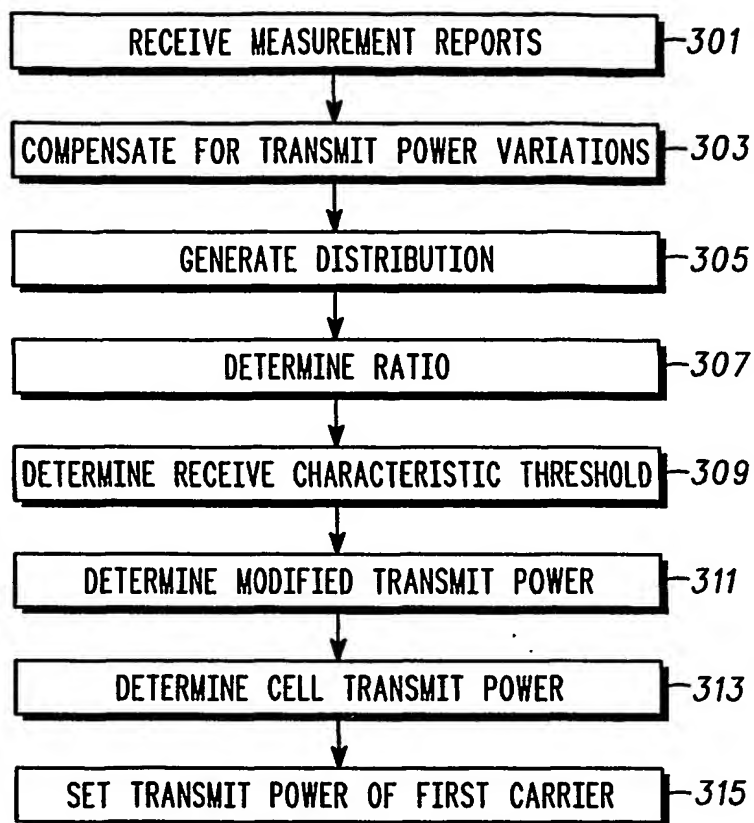 RECEIVE MEASUREMENT REPORTS 301
COMPENSATE FOR TRANSMIT POWER VARIATIONS 303
GENERATE DISTRIBUTION 305
DETERMINE RATIO 307
DETERMINE RECEIVE CHARACTERISTIC THRESHOLD 309
DETERMINE MODIFIED TRANSMIT POWER 311
DETERMINE CELL TRANSMIT POWER 313
SET TRANSMIT POWER OF FIRST CARRIER 315